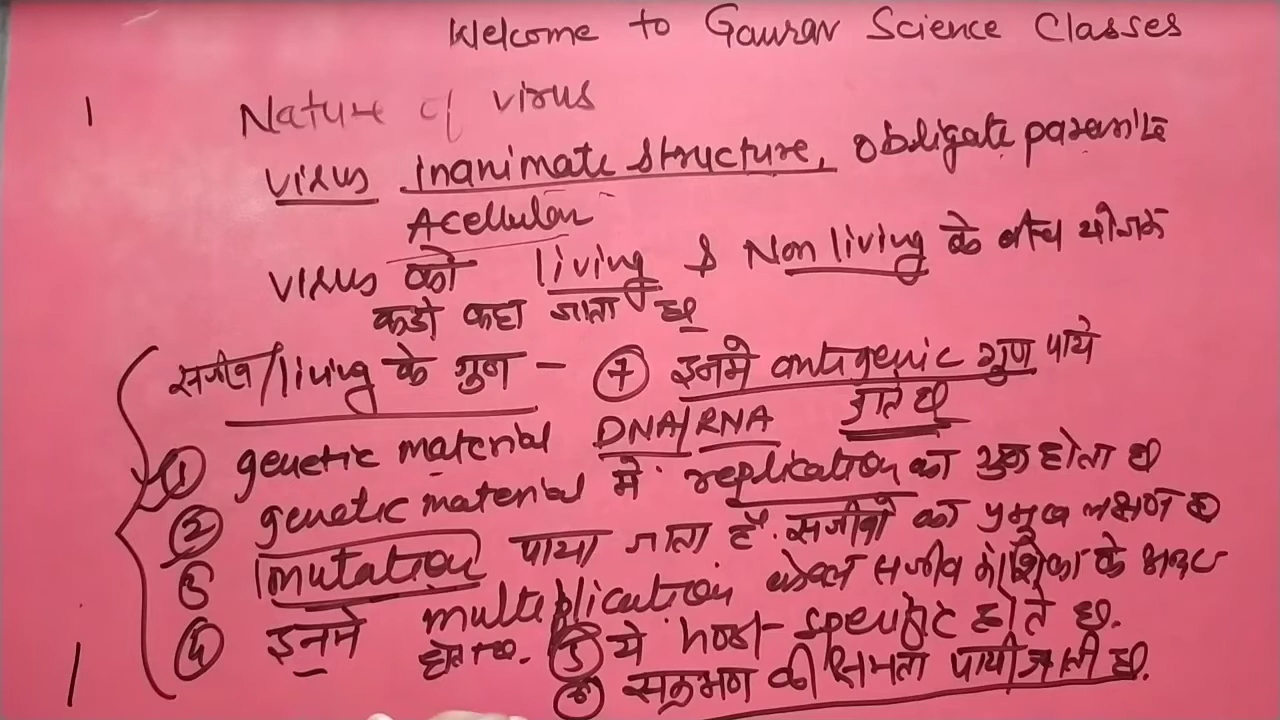 Welcome to Gaurav Science Classes
1 Nature of virus
virus inanimate structure, obligate parasite
Acellular
virus को living & Non living के बीच योजक
कडी कहा जाता है
सजीव/living के गुण - ⑦ इनमे antigenic गुण पाये
जाते है
① genetic material DNA/RNA
② genetic material में replication का गुण होता है
③ mutation पाया जाता है. सजीवो का प्रमुख लक्षण है
④ इनमे multiplication केवल सजीव कोशिका के अन्दर
होता है. ⑤ ये host-specific होते है.
⑥ सक्रमण की क्षमता पायी जाती है.